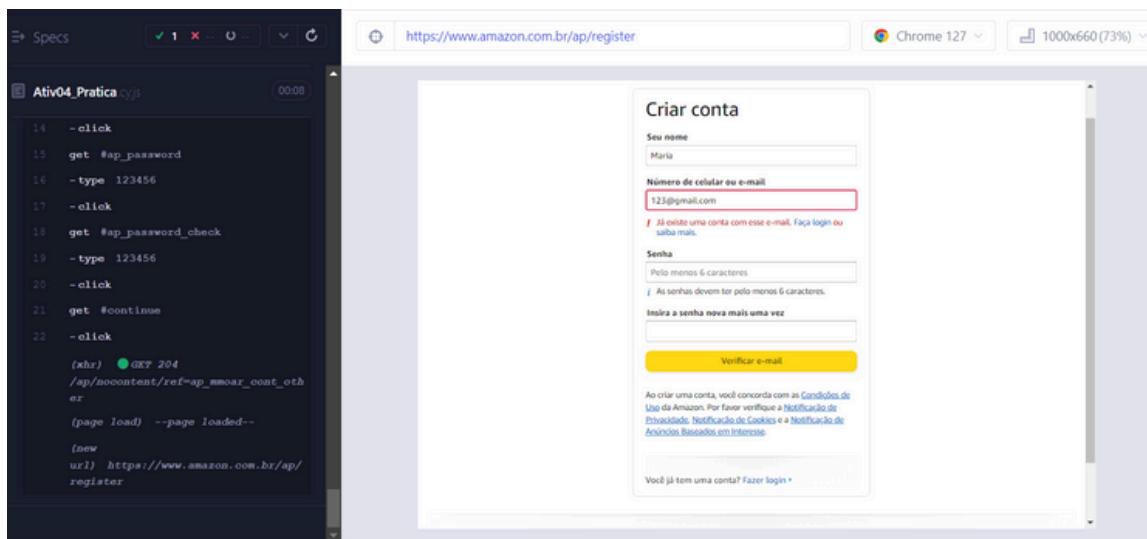 Specs
1
--
--
Ativ04_Pratica.cy.js
00:08
14 -click
15 get #ap_password
16 -type 123456
17 -click
18 get #ap_password_check
19 -type 123456
20 -click
21 get #continue
22 -click
(xhr) GET 204
/ap/nocontent/ref=ap_mmoar_cont_oth
er
(page load) --page loaded--
(new
url) https://www.amazon.com.br/ap/
register
https://www.amazon.com.br/ap/register
Chrome 127
1000x660 (73%)
Criar conta
Seu nome
Maria
Número de celular ou e-mail
123@gmail.com
! Já existe uma conta com esse e-mail. Faça login ou
saiba mais.
Senha
Pelo menos 6 caracteres
i As senhas devem ter pelo menos 6 caracteres.
Insira a senha nova mais uma vez
Verificar e-mail
Ao criar uma conta, você concorda com as Condições de
Uso da Amazon. Por favor verifique a Notificação de
Privacidade, Notificação de Cookies e a Notificação de
Anúncios Baseados em Interesse.
Você já tem uma conta? Fazer login